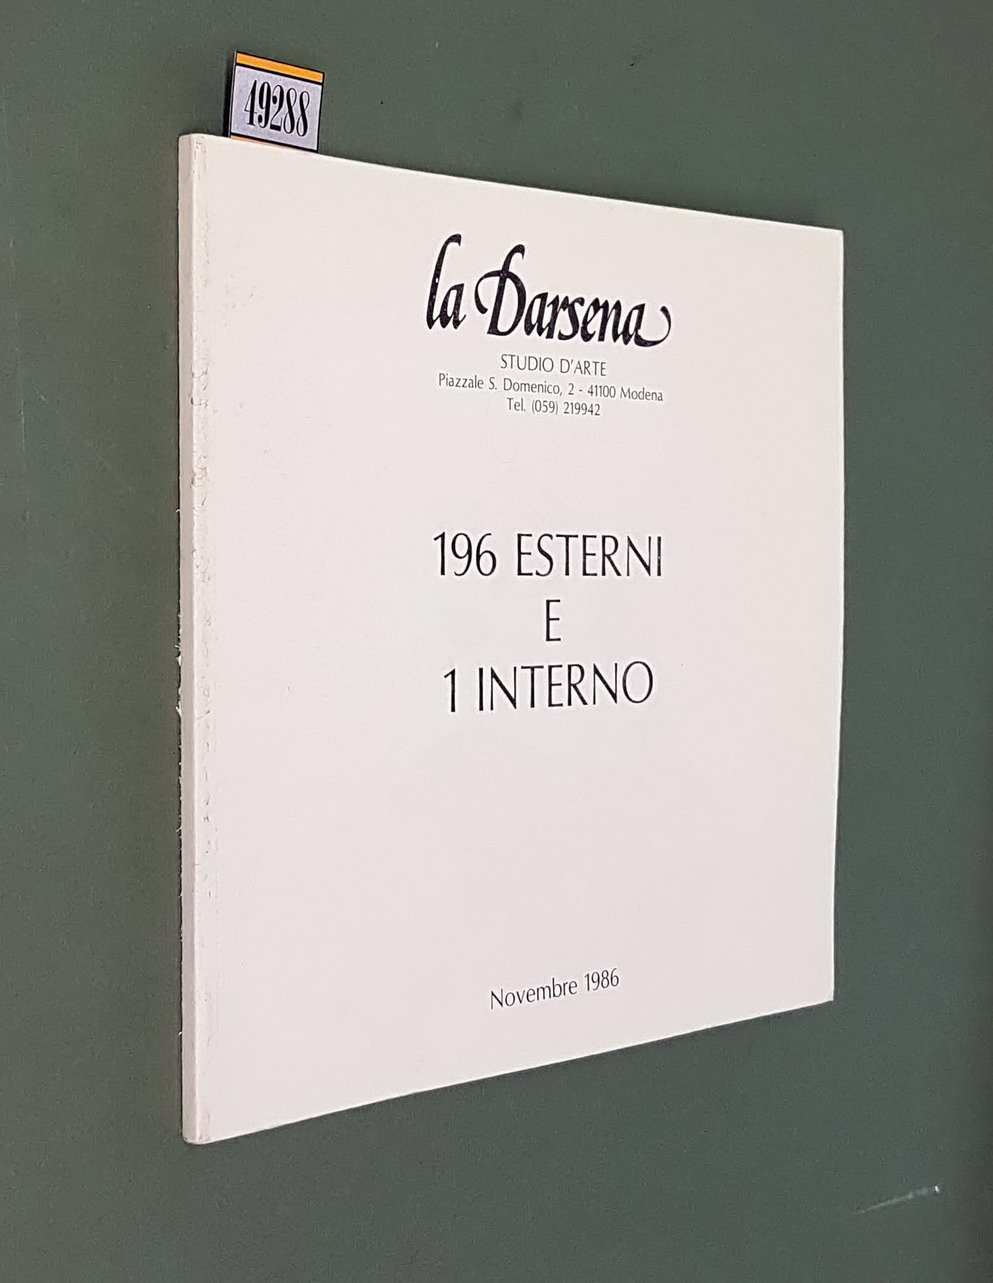 49288
la Darsena
STUDIO D'ARTE
Piazzale S. Domenico, 2 - 41100 Modena
Tel. (059) 219942
196 ESTERNI
E
1 INTERNO
Novembre 1986